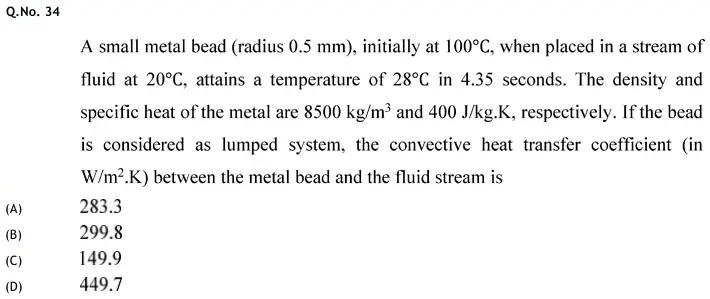 Q.No. 34
A small metal bead (radius 0.5 mm), initially at 100°C, when placed in a stream of
fluid at 20°C, attains a temperature of 28°C in 4.35 seconds. The density and
specific heat of the metal are 8500 kg/m³ and 400 J/kg.K, respectively. If the bead
is considered as lumped system, the convective heat transfer coefficient (in
W/m².K) between the metal bead and the fluid stream is
(A) 283.3
(B) 299.8
(C) 149.9
(D) 449.7